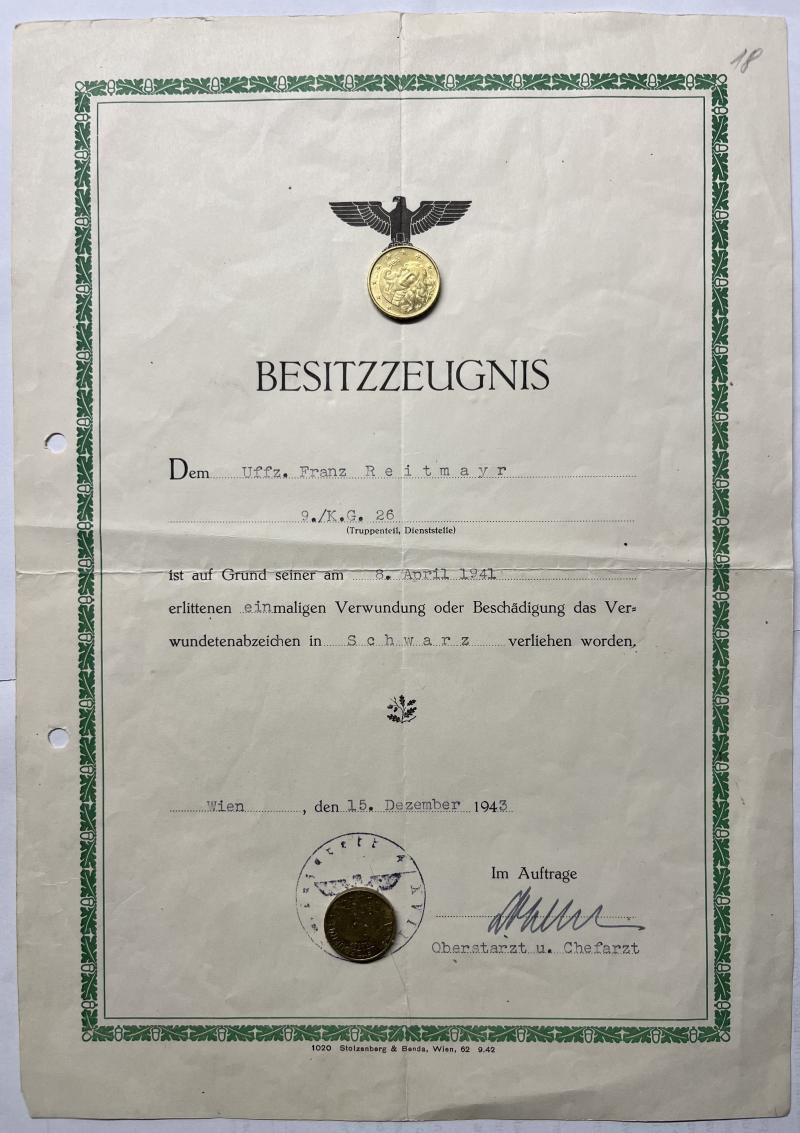 18
BESITZZEUGNIS
Dem Uffz. Franz Reitmayr
9./K.G. 26
(Truppenteil, Dienststelle)
ist auf Grund seiner am 8. April 1941
erlittenen einmaligen Verwundung oder Beschädigung das Ver=
wundetenabzeichen in Schwarz verliehen worden.
Wien, den 15. Dezember 1943
Im Auftrage
Oberstarzt u. Chefarzt
1020 Stolzenberg & Benda, Wien, 62 9.42